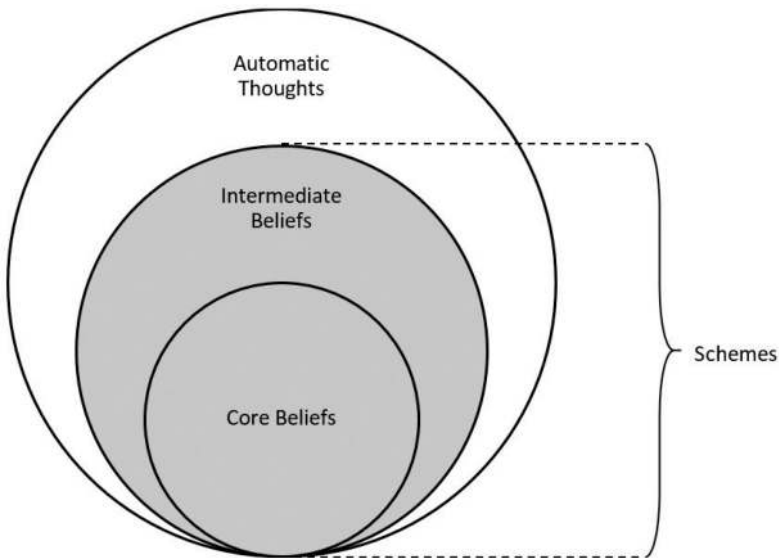 Automatic
Thoughts
Intermediate
Beliefs
Schemes
Core Beliefs